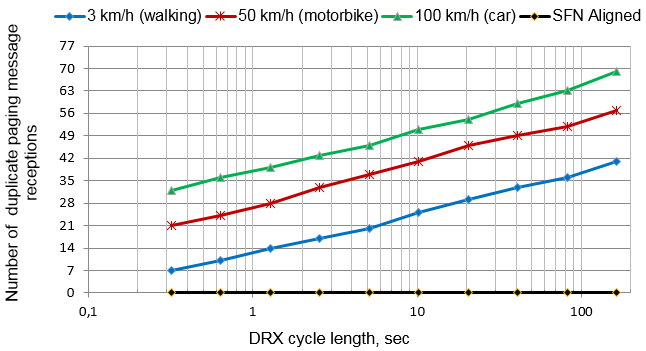 3 km/h (walking) 50 km/h (motorbike) 100 km/h (car) SFN Aligned
Number of duplicate paging message
receptions
77
70
63
56
49
42
35
28
21
14
7
0
0,1 1 10 100
DRX cycle length, sec